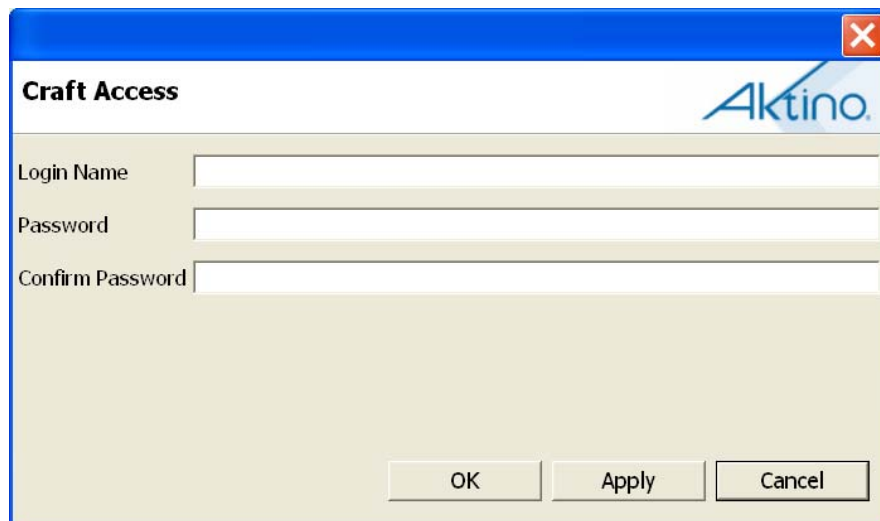 Craft Access
Aktino®
Login Name
Password
Confirm Password
OK Apply Cancel